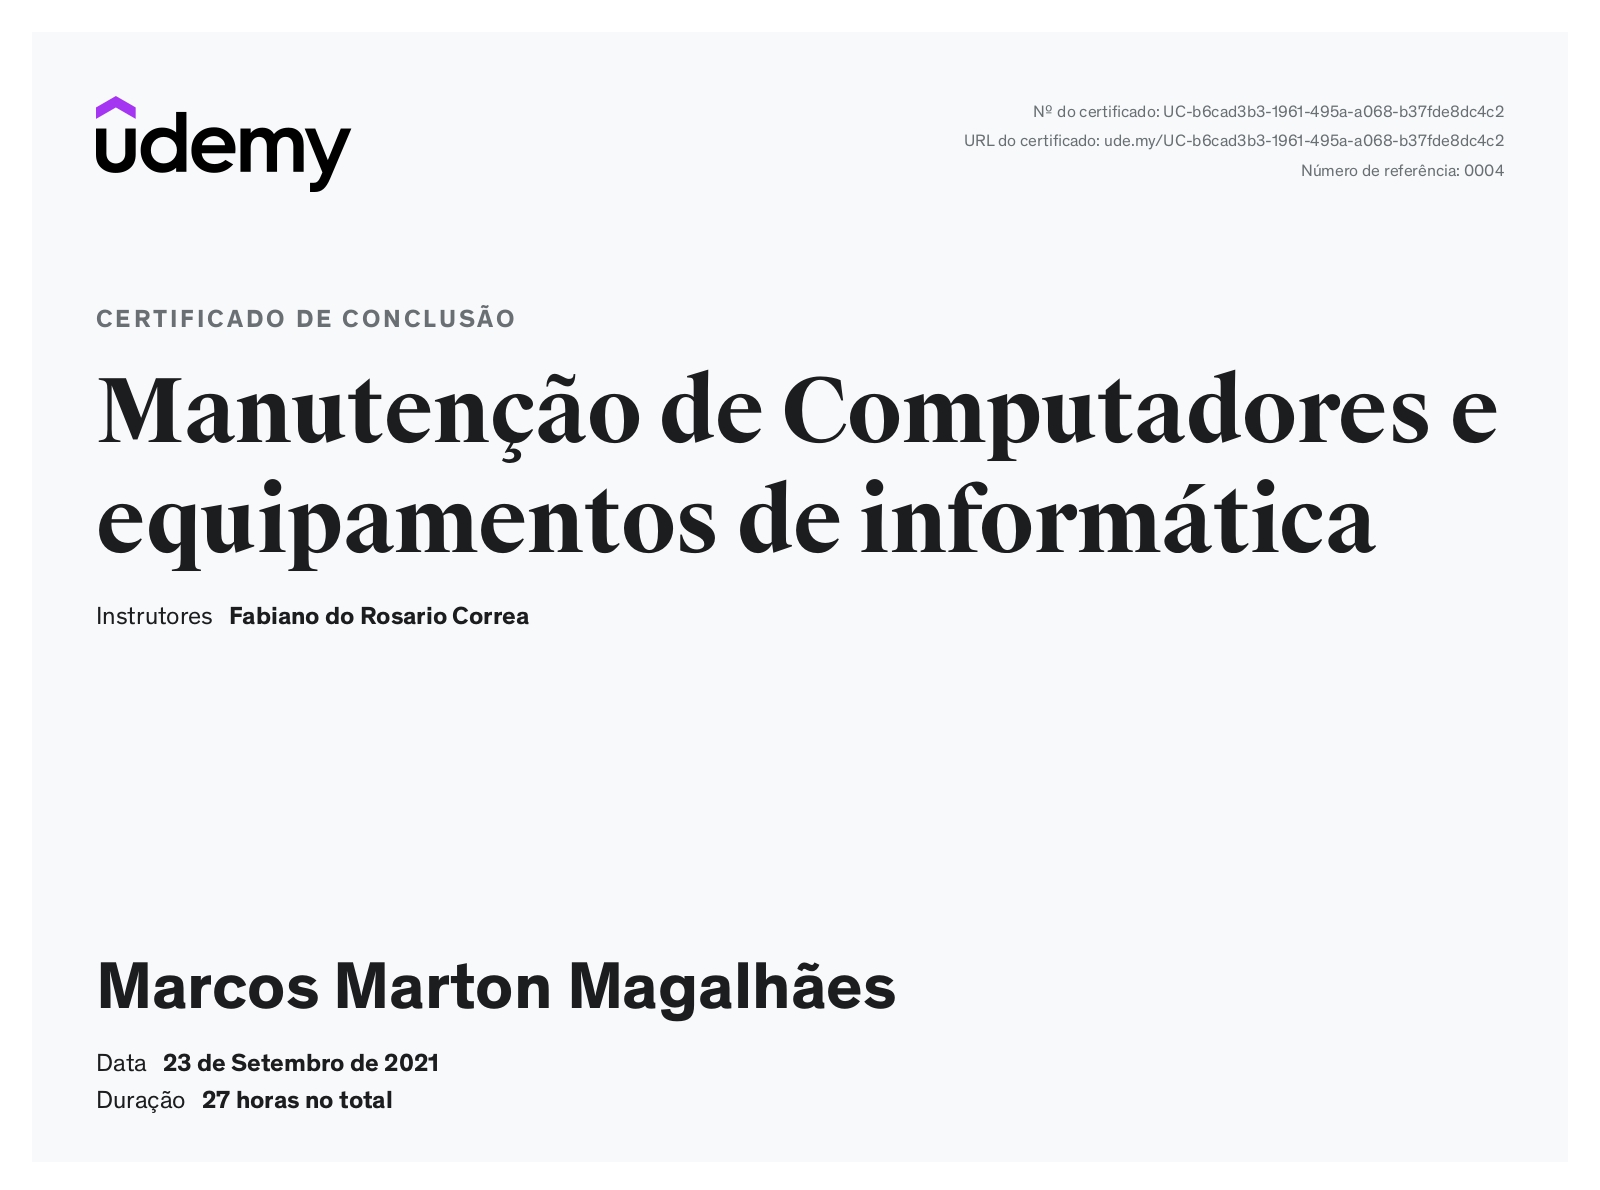 udemy
Nº do certificado: UC-b6cad3b3-1961-495a-a068-b37fde8dc4c2
URL do certificado: ude.my/UC-b6cad3b3-1961-495a-a068-b37fde8dc4c2
Número de referência: 0004
CERTIFICADO DE CONCLUSÃO
Manutenção de Computadores e
equipamentos de informática
Instrutores Fabiano do Rosario Correa
Marcos Marton Magalhães
Data 23 de Setembro de 2021
Duração 27 horas no total